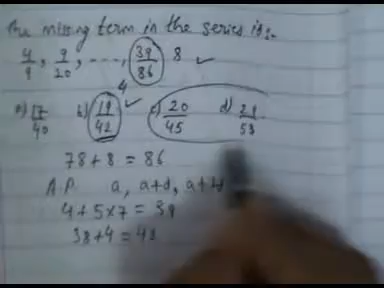 The missing term in the series is:-
4/9, 9/20, ..., 39/86 8 ✓
4
a) 17/40 b) 19/42 ✓ c) 20/45 d) 29/53
78+8 = 86
A.P. a, a+d, a+
4+5×7 = 39
38+4 = 42